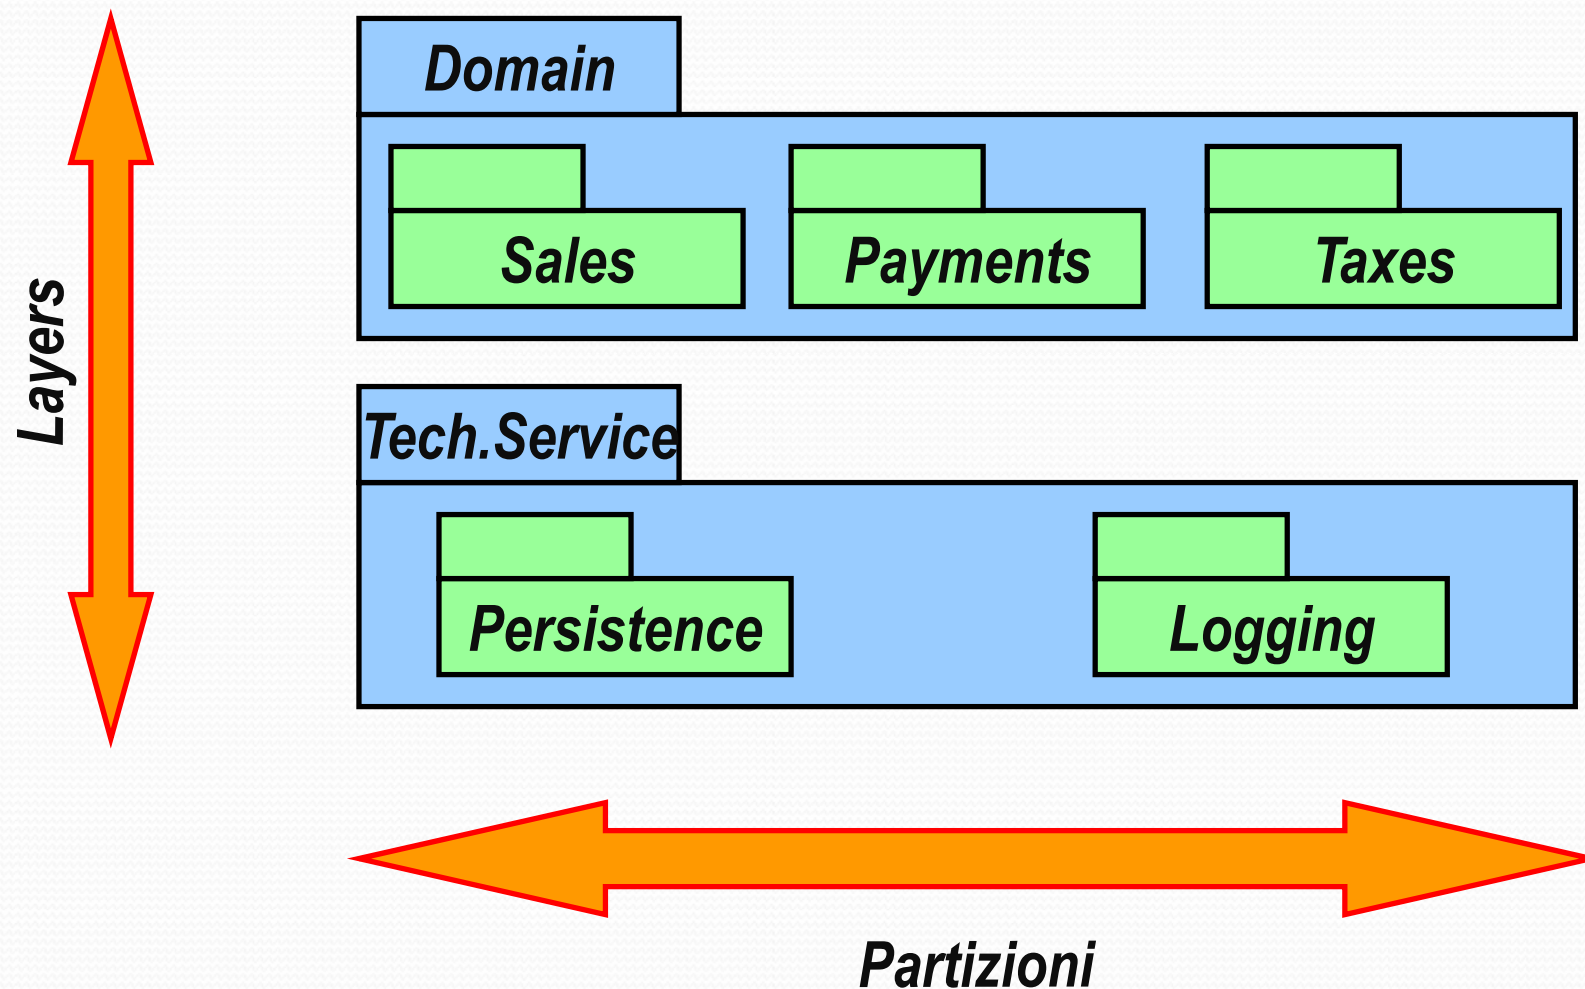 Domain
Sales
Payments
Taxes
Layers
Tech.Service
Persistence
Logging
Partizioni